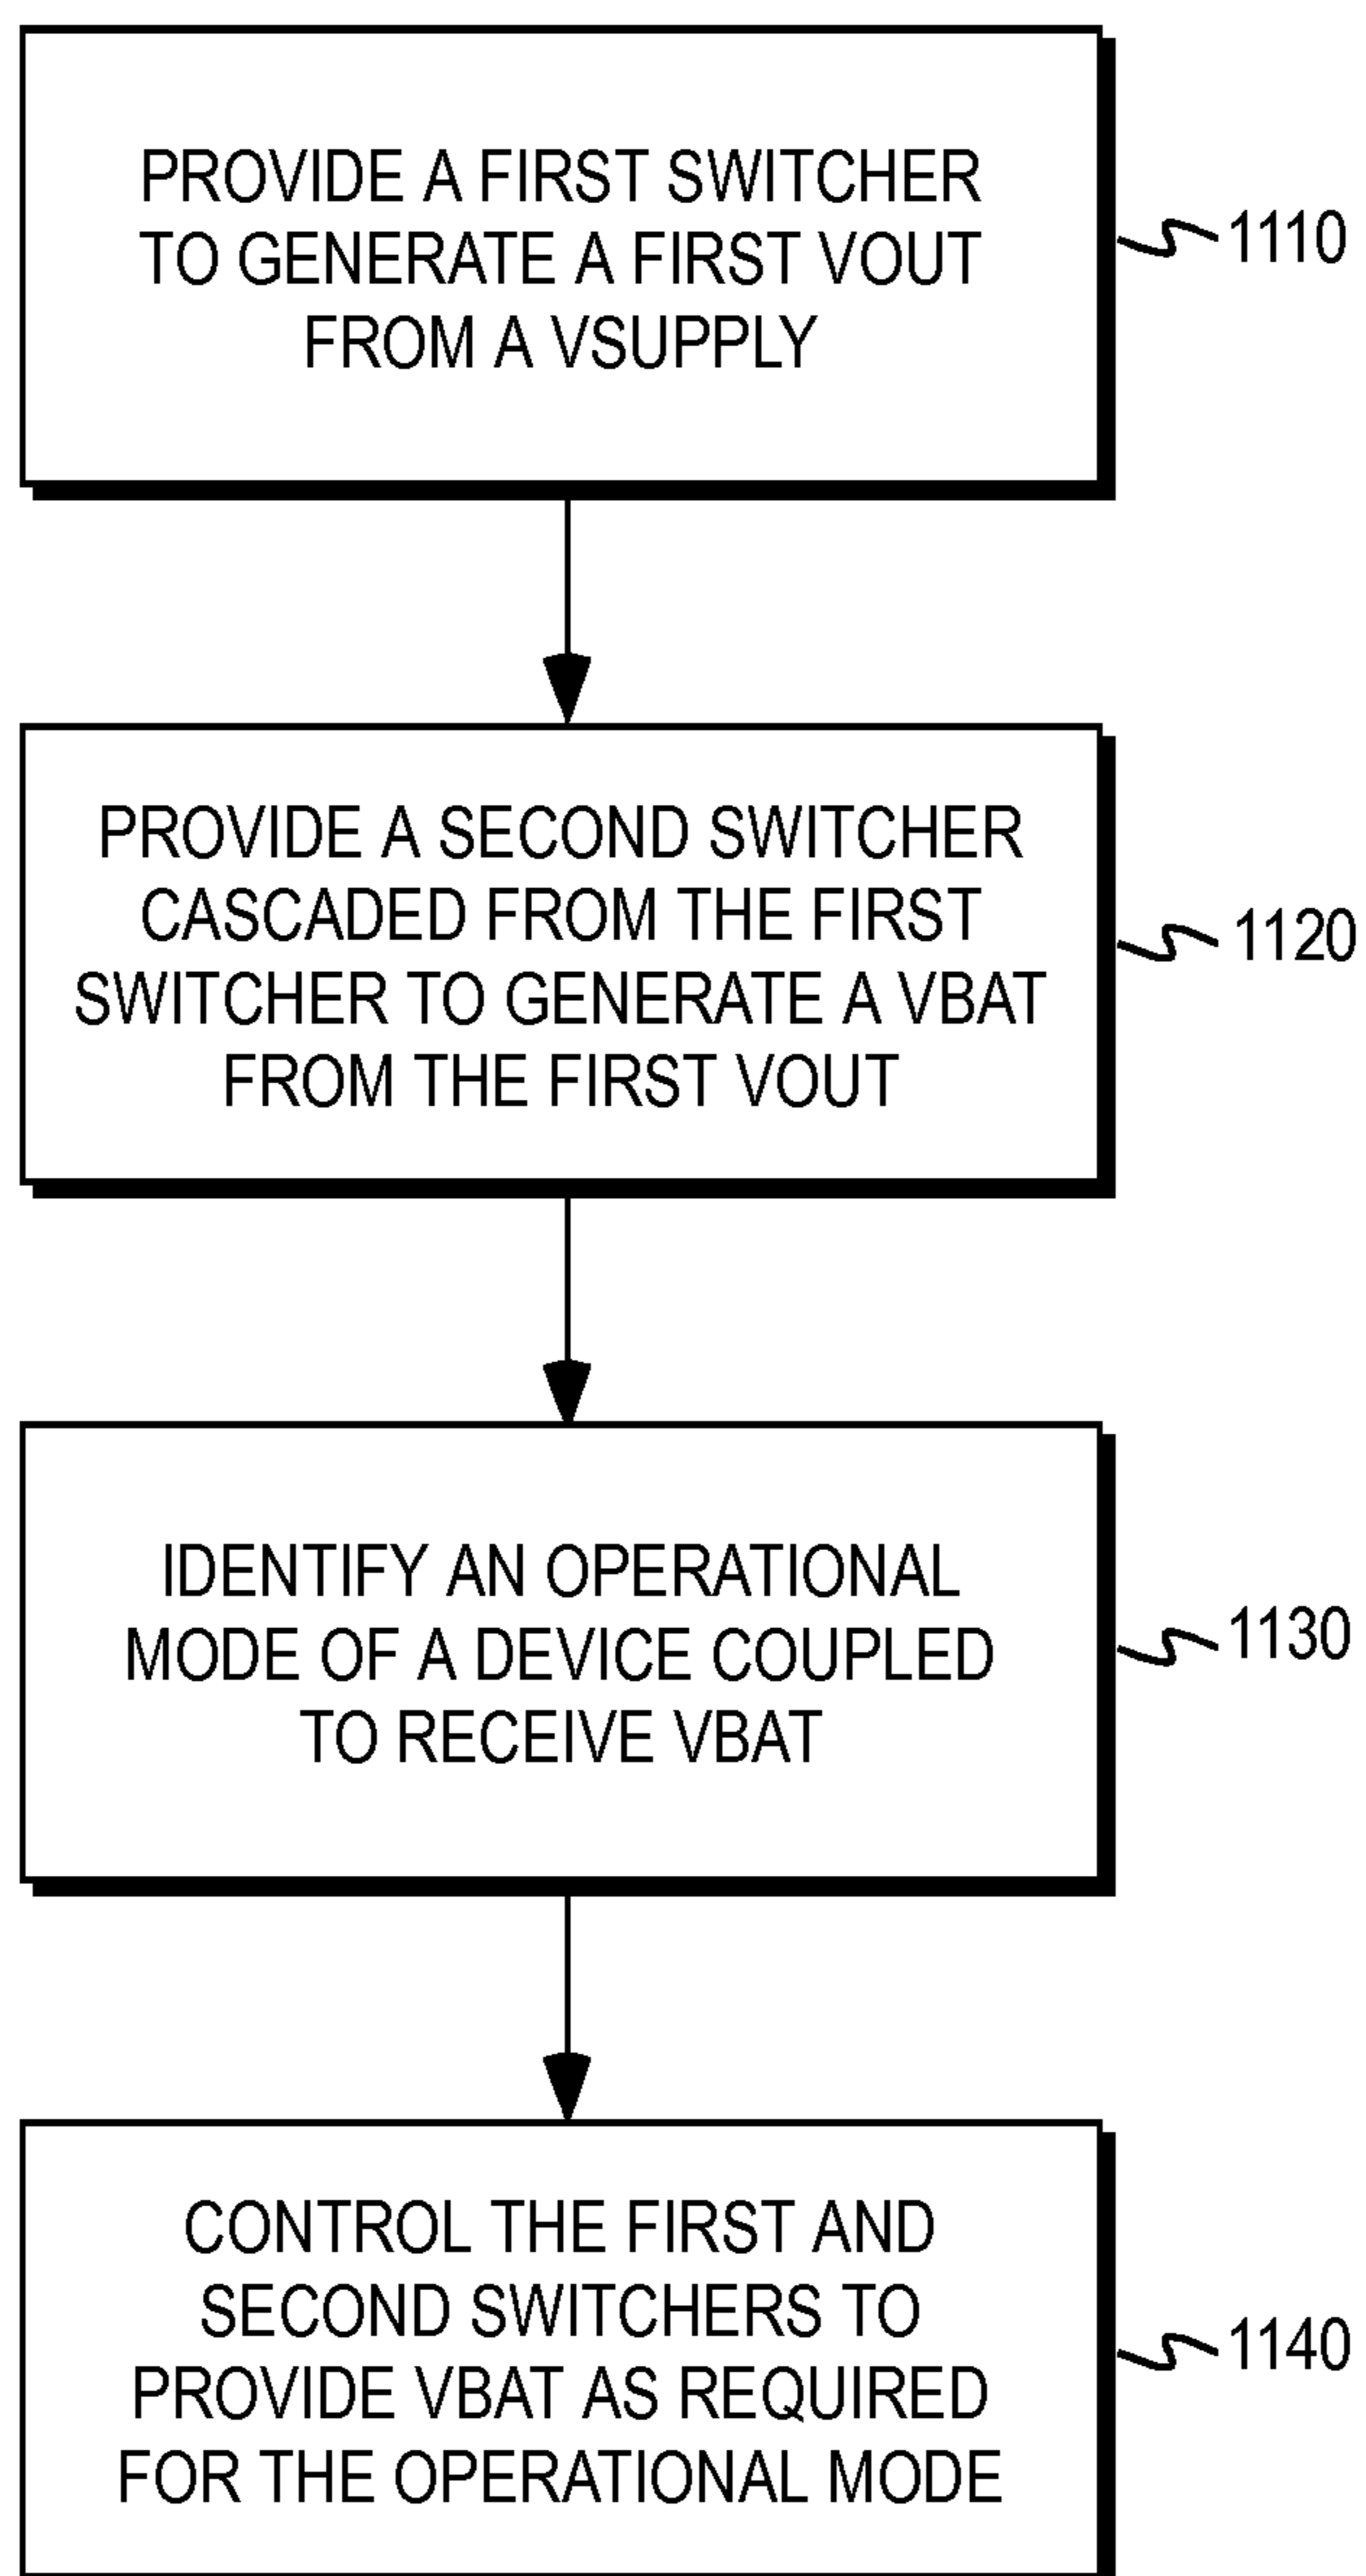 PROVIDE A FIRST SWITCHER
TO GENERATE A FIRST VOUT
FROM A VSUPPLY
1110
PROVIDE A SECOND SWITCHER
CASCADED FROM THE FIRST
SWITCHER TO GENERATE A VBAT
FROM THE FIRST VOUT
1120
IDENTIFY AN OPERATIONAL
MODE OF A DEVICE COUPLED
TO RECEIVE VBAT
1130
CONTROL THE FIRST AND
SECOND SWITCHERS TO
PROVIDE VBAT AS REQUIRED
FOR THE OPERATIONAL MODE
1140